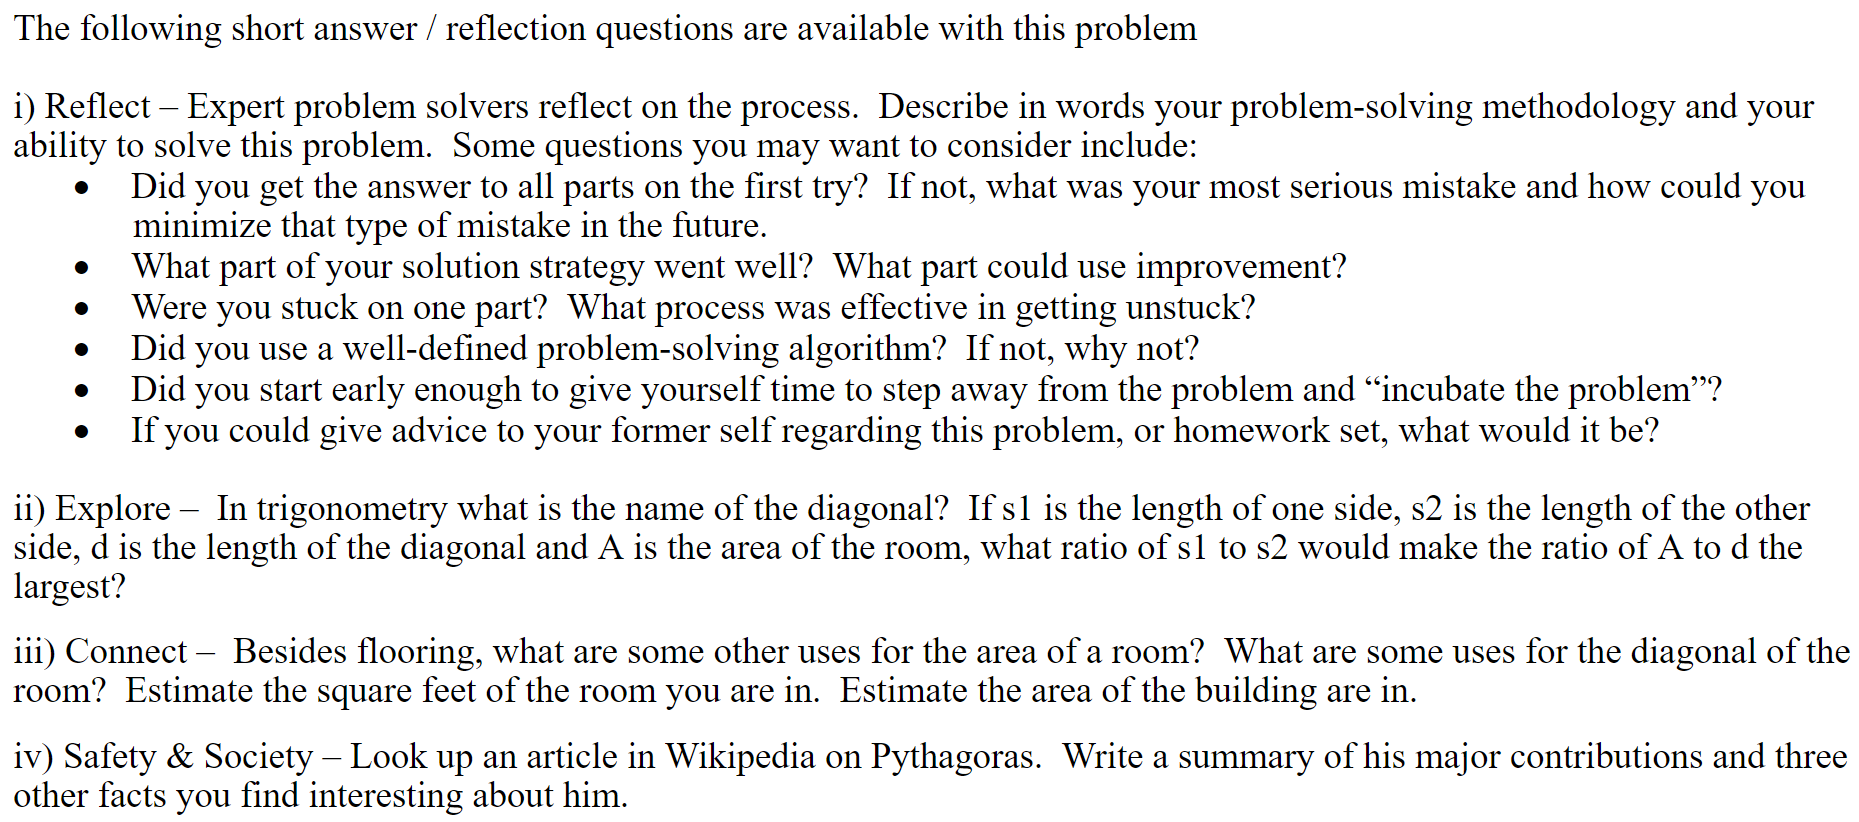 The following short answer / reflection questions are available with this problem
i) Reflect – Expert problem solvers reflect on the process.  Describe in words your problem-solving methodology and your
ability to solve this problem.  Some questions you may want to consider include:
• Did you get the answer to all parts on the first try?  If not, what was your most serious mistake and how could you
minimize that type of mistake in the future.
• What part of your solution strategy went well?  What part could use improvement?
• Were you stuck on one part?  What process was effective in getting unstuck?
• Did you use a well-defined problem-solving algorithm?  If not, why not?
• Did you start early enough to give yourself time to step away from the problem and “incubate the problem”?
• If you could give advice to your former self regarding this problem, or homework set, what would it be?
ii) Explore –  In trigonometry what is the name of the diagonal?  If s1 is the length of one side, s2 is the length of the other
side, d is the length of the diagonal and A is the area of the room, what ratio of s1 to s2 would make the ratio of A to d the
largest?
iii) Connect –  Besides flooring, what are some other uses for the area of a room?  What are some uses for the diagonal of the
room?  Estimate the square feet of the room you are in.  Estimate the area of the building are in.
iv) Safety & Society – Look up an article in Wikipedia on Pythagoras.  Write a summary of his major contributions and three
other facts you find interesting about him.